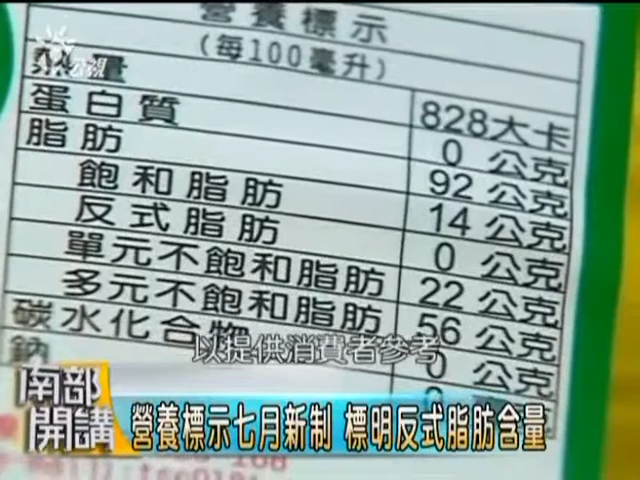 營養標示
(每100毫升)
熱量 828大卡
蛋白質 0 公克
脂肪 92 公克
飽和脂肪 14 公克
反式脂肪 0 公克
單元不飽和脂肪 22 公克
多元不飽和脂肪 56 公克
碳水化合物 0 公克
鈉
公視
以提供消費者參考
南部
開講
營養標示七月新制 標明反式脂肪含量